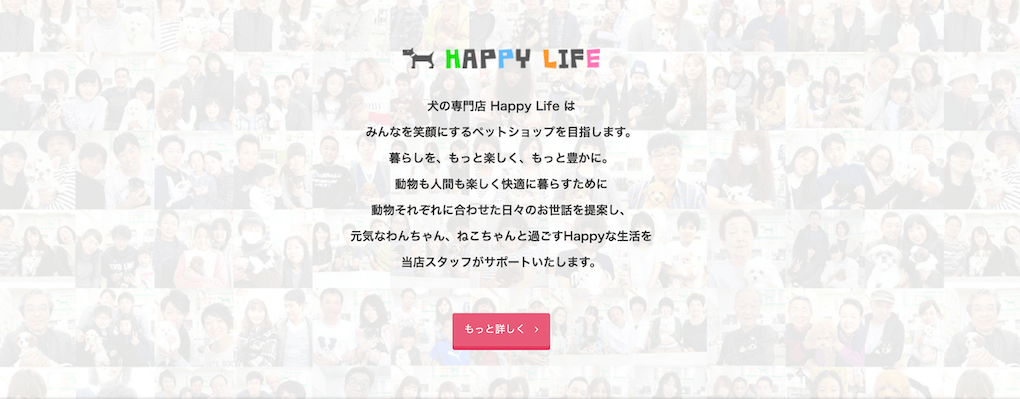 HAPPY LIFE
犬の専門店 Happy Life は
みんなを笑顔にするペットショップを目指します。
暮らしを、もっと楽しく、もっと豊かに。
動物も人間も楽しく快適に暮らすために
動物それぞれに合わせた日々のお世話を提案し、
元気なわんちゃん、ねこちゃんと過ごすHappyな生活を
当店スタッフがサポートいたします。
もっと詳しく